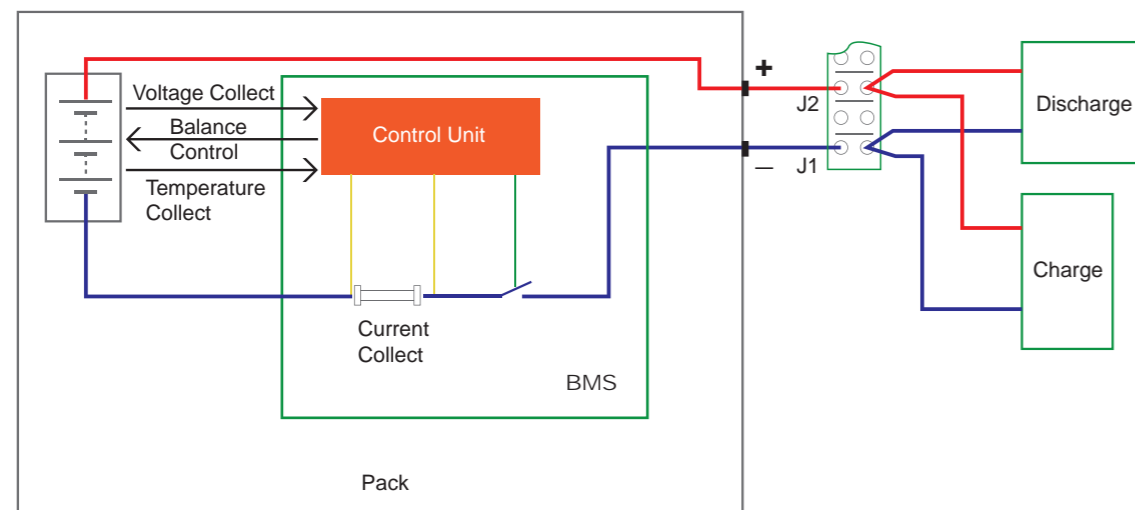 Voltage Collect
Balance
Control
Temperature
Collect
Control Unit
Current
Collect
BMS
Pack
+
J2
–
J1
Discharge
Charge